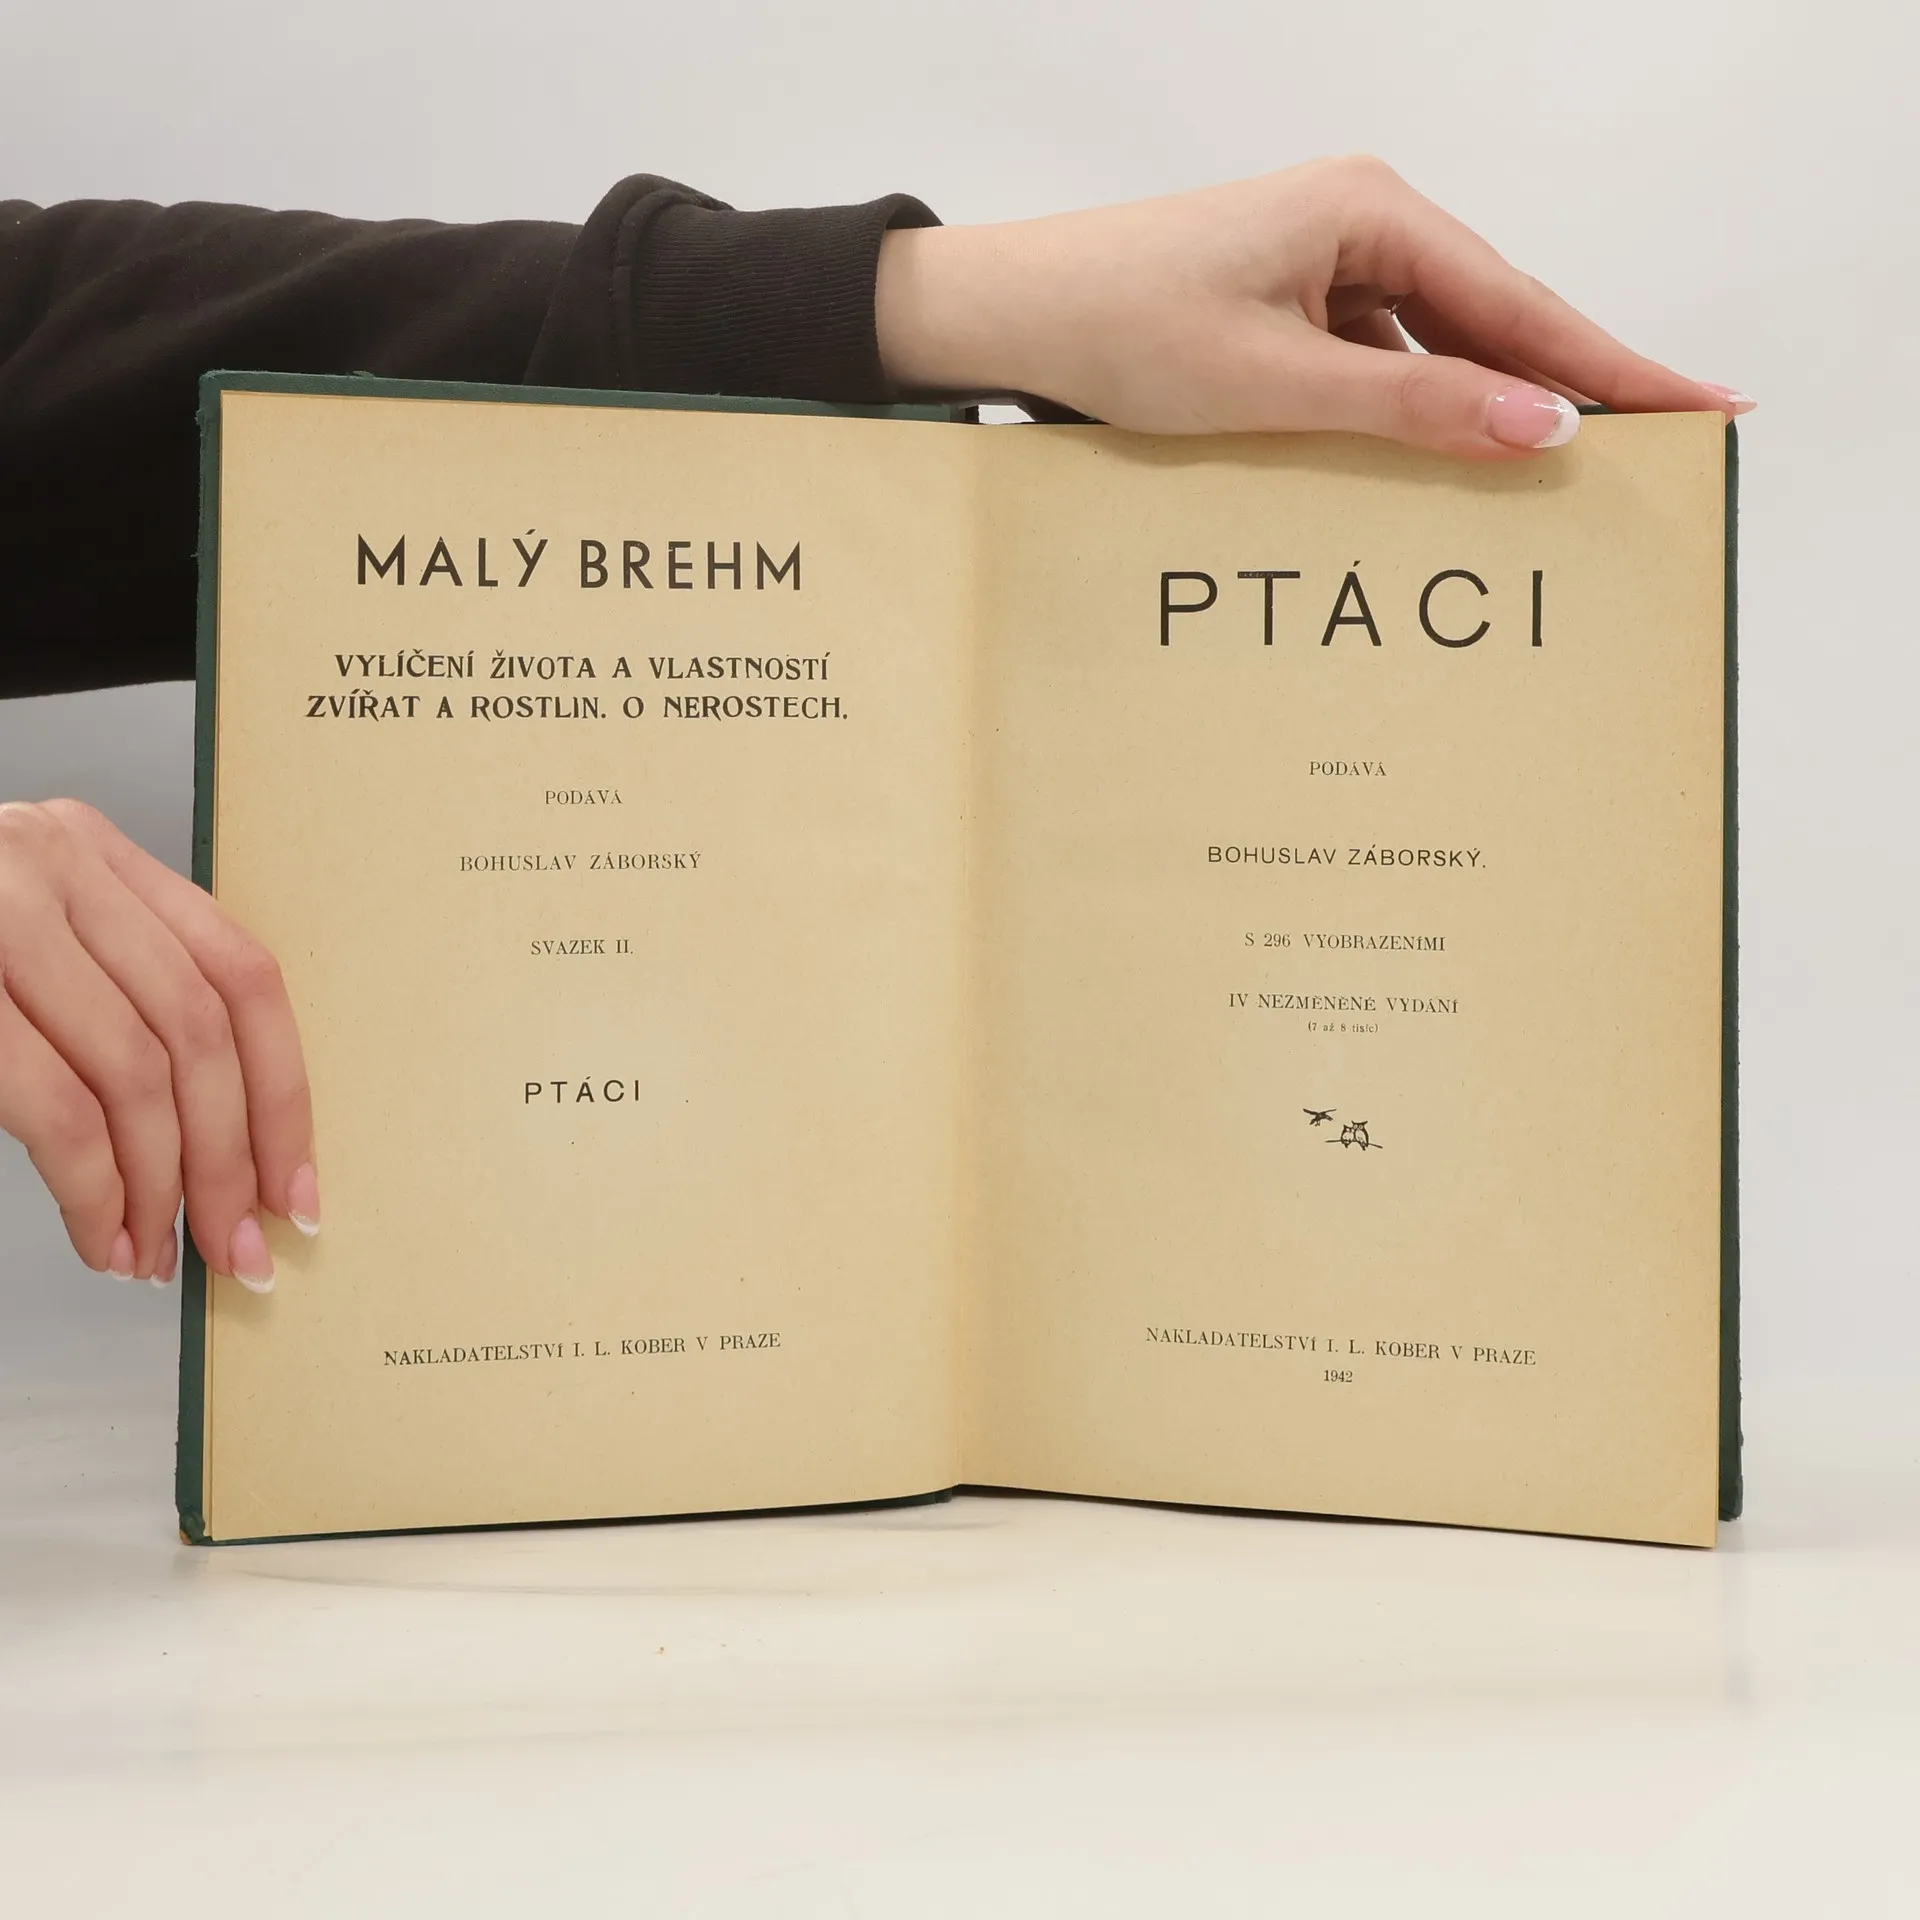 MALÝ BREHM
VYLÍČENÍ ŽIVOTA A VLASTNOSTÍ
ZVÍŘAT A ROSTLIN. O NEROSTECH.
PODÁVÁ
BOHUSLAV ZÁBORSKÝ
SVAZEK II.
PTÁCI
NAKLADATELSTVÍ I. L. KOBER V PRAZE
PTÁCI
PODÁVÁ
BOHUSLAV ZÁBORSKÝ.
S 296 VYOBRAZENÍMI
IV NEZMĚNĚNÉ VYDÁNÍ
(7 až 8 tisíc)
NAKLADATELSTVÍ I. L. KOBER V PRAZE
1942